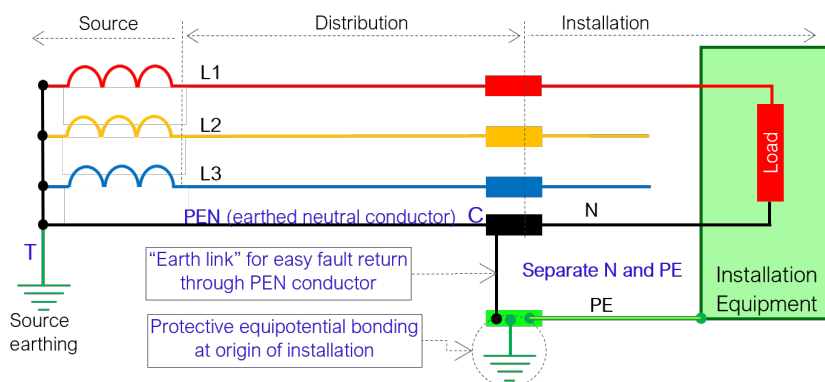 Source
Distribution
Installation
L1
L2
L3
Load
PEN (earthed neutral conductor) C
N
T
“Earth link” for easy fault return
through PEN conductor
Separate N and PE
Installation
Equipment
PE
Source
earthing
Protective equipotential bonding
at origin of installation